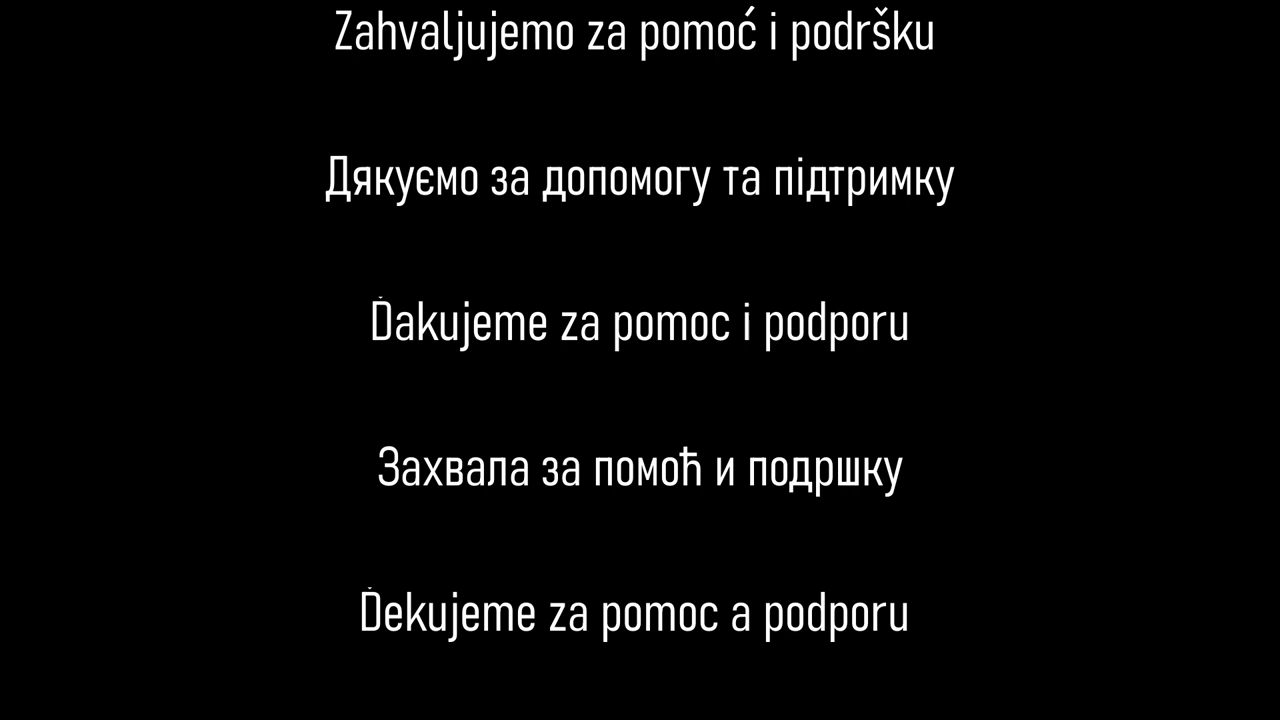 Zahvaljujemo za pomoć i podršku
Дякуємо за допомогу та підтримку
Ďakujeme za pomoc i podporu
Захвала за помоћ и подршку
Ďekujeme za pomoc a podporu